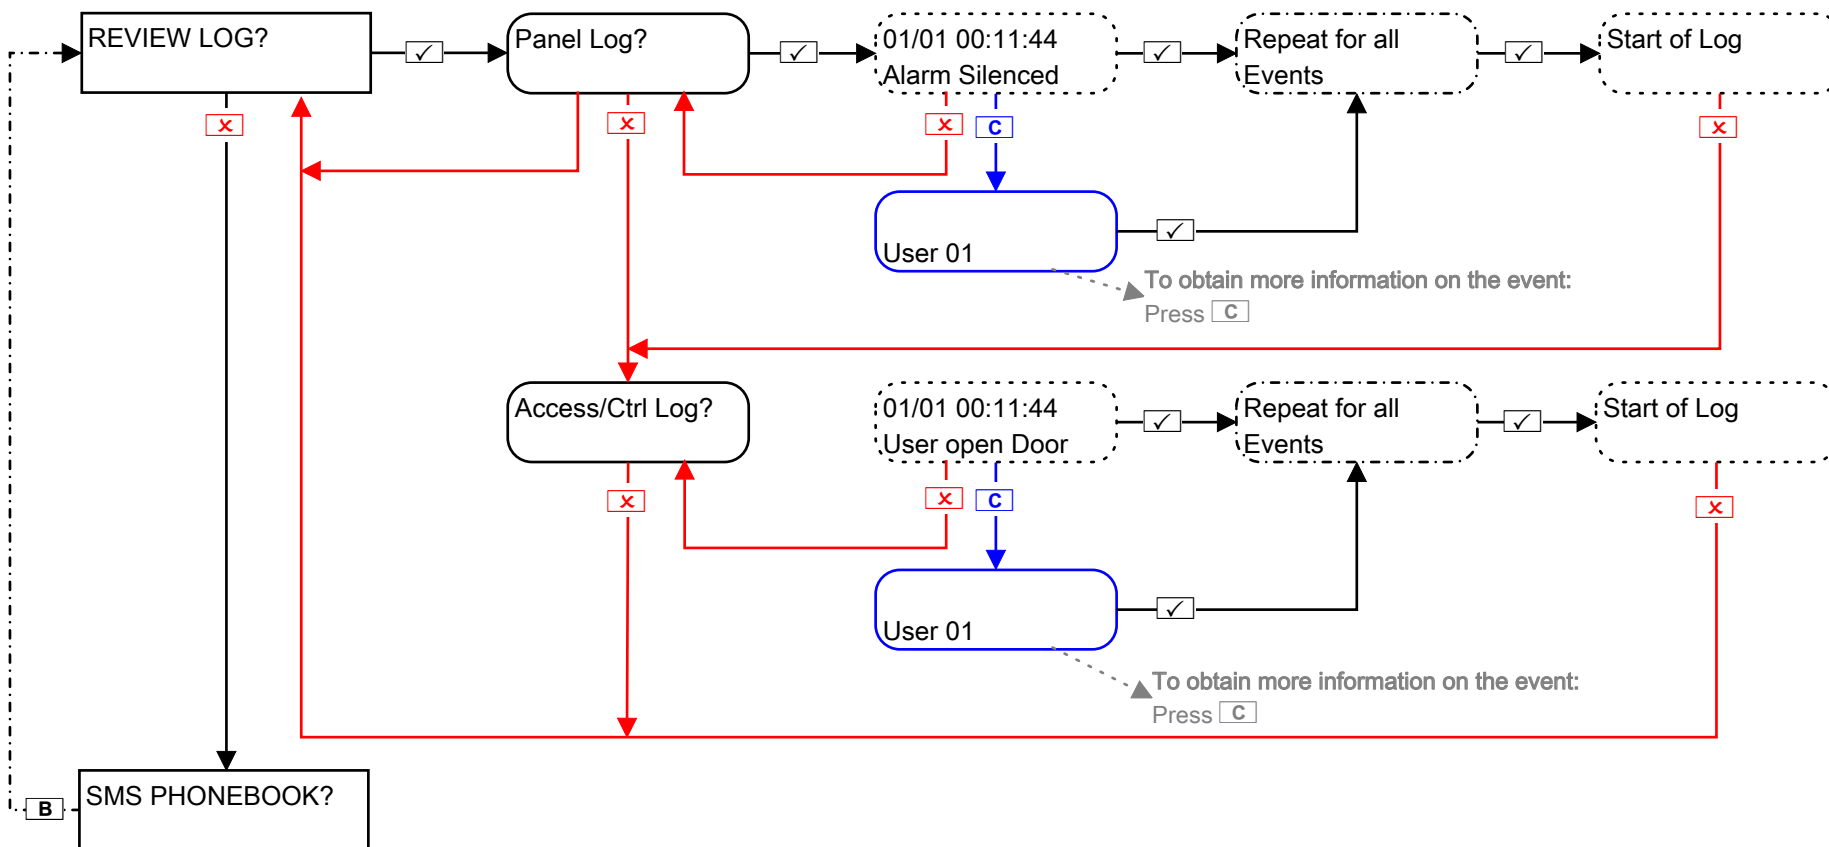 REVIEW LOG?
✓
Panel Log?
✓
01/01 00:11:44
Alarm Silenced
✓
Repeat for all
Events
✓
Start of Log
x
x
x
C
x
User 01
✓
To obtain more information on the event:
Press C
Access/Ctrl Log?
01/01 00:11:44
User open Door
✓
Repeat for all
Events
✓
Start of Log
x
x
C
x
User 01
✓
To obtain more information on the event:
Press C
SMS PHONEBOOK?
B